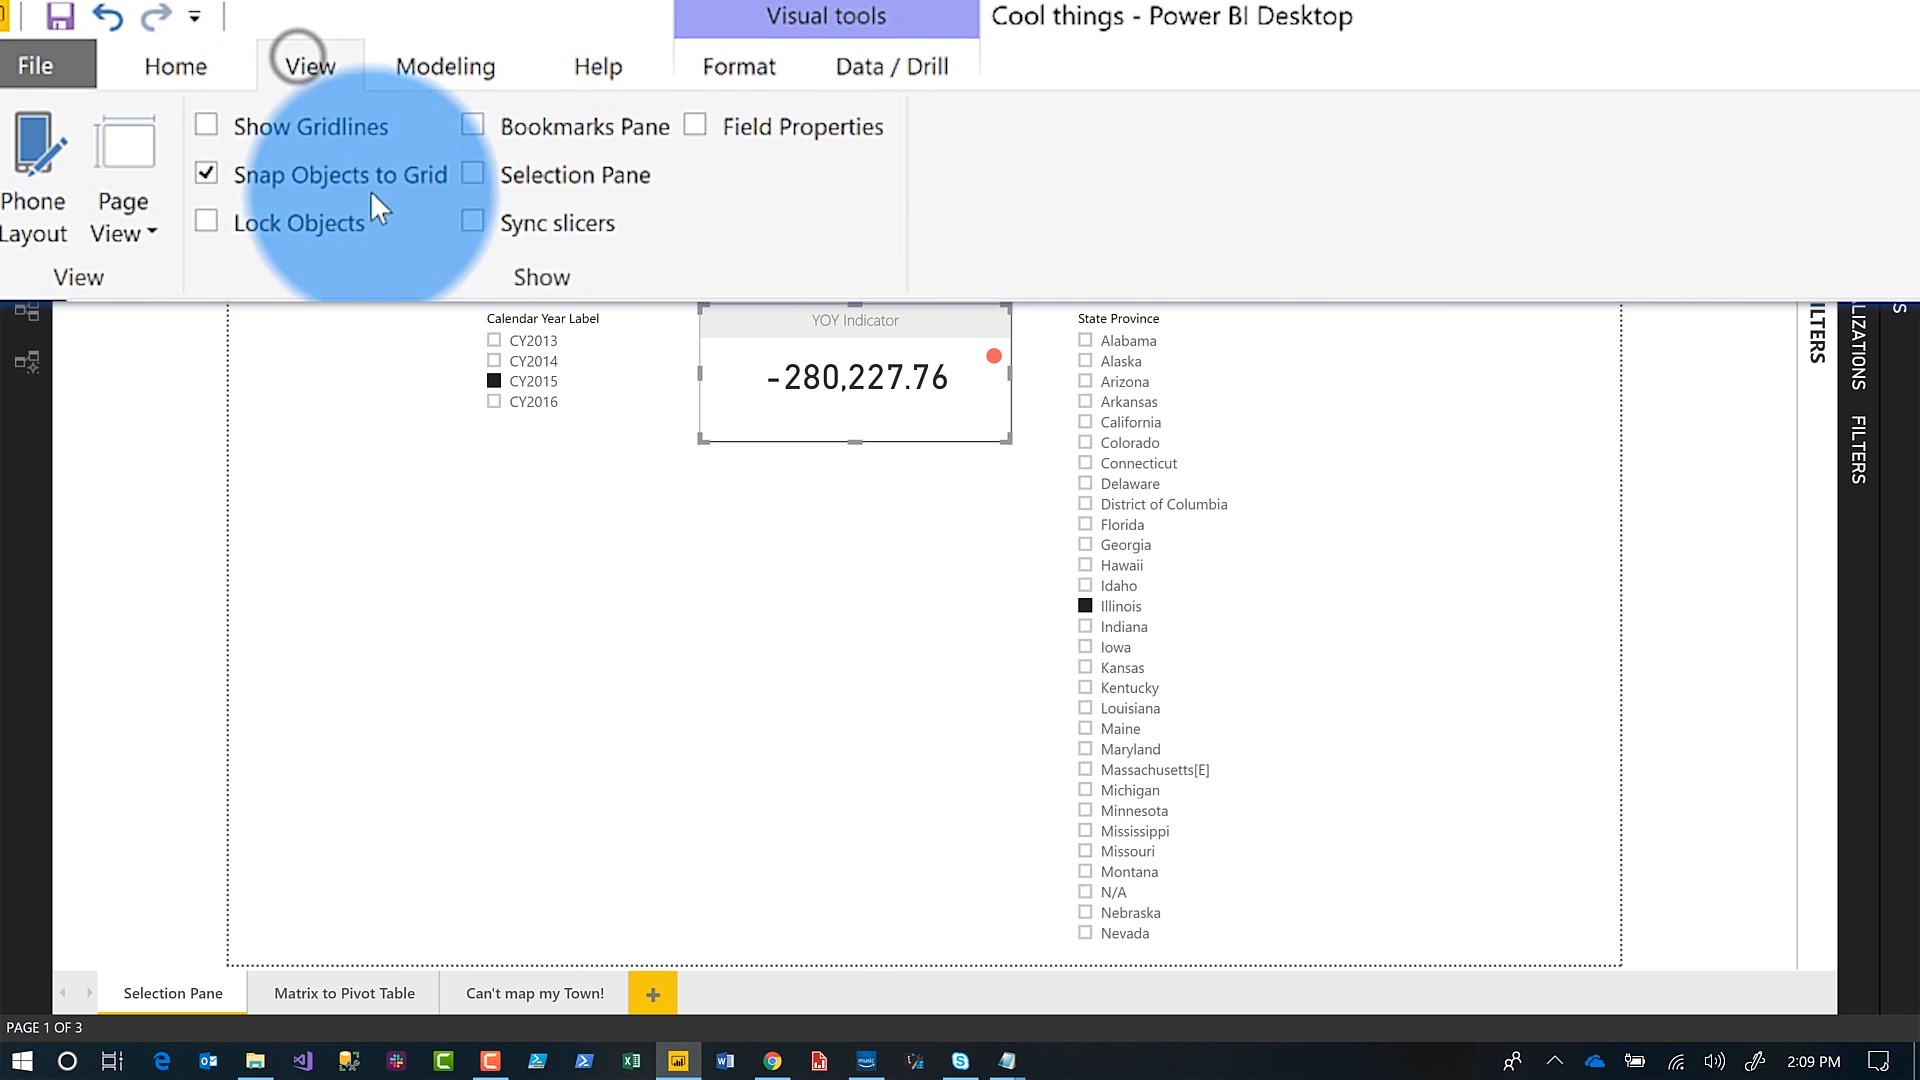 Visual tools
Cool things - Power BI Desktop
File
Home
View
Modeling
Help
Format
Data / Drill
Show Gridlines
Bookmarks Pane
Field Properties
Snap Objects to Grid
Selection Pane
Lock Objects
Sync slicers
Phone
Layout
Page
View
View
Show
Calendar Year Label
CY2013
CY2014
CY2015
CY2016
YOY Indicator
-280,227.76
State Province
Alabama
Alaska
Arizona
Arkansas
California
Colorado
Connecticut
Delaware
District of Columbia
Florida
Georgia
Hawaii
Idaho
Illinois
Indiana
Iowa
Kansas
Kentucky
Louisiana
Maine
Maryland
Massachusetts[E]
Michigan
Minnesota
Mississippi
Missouri
Montana
N/A
Nebraska
Nevada
ILTERS
ALIZATIONS
FILTERS
S
Selection Pane
Matrix to Pivot Table
Can't map my Town!
PAGE 1 OF 3
music
2:09 PM